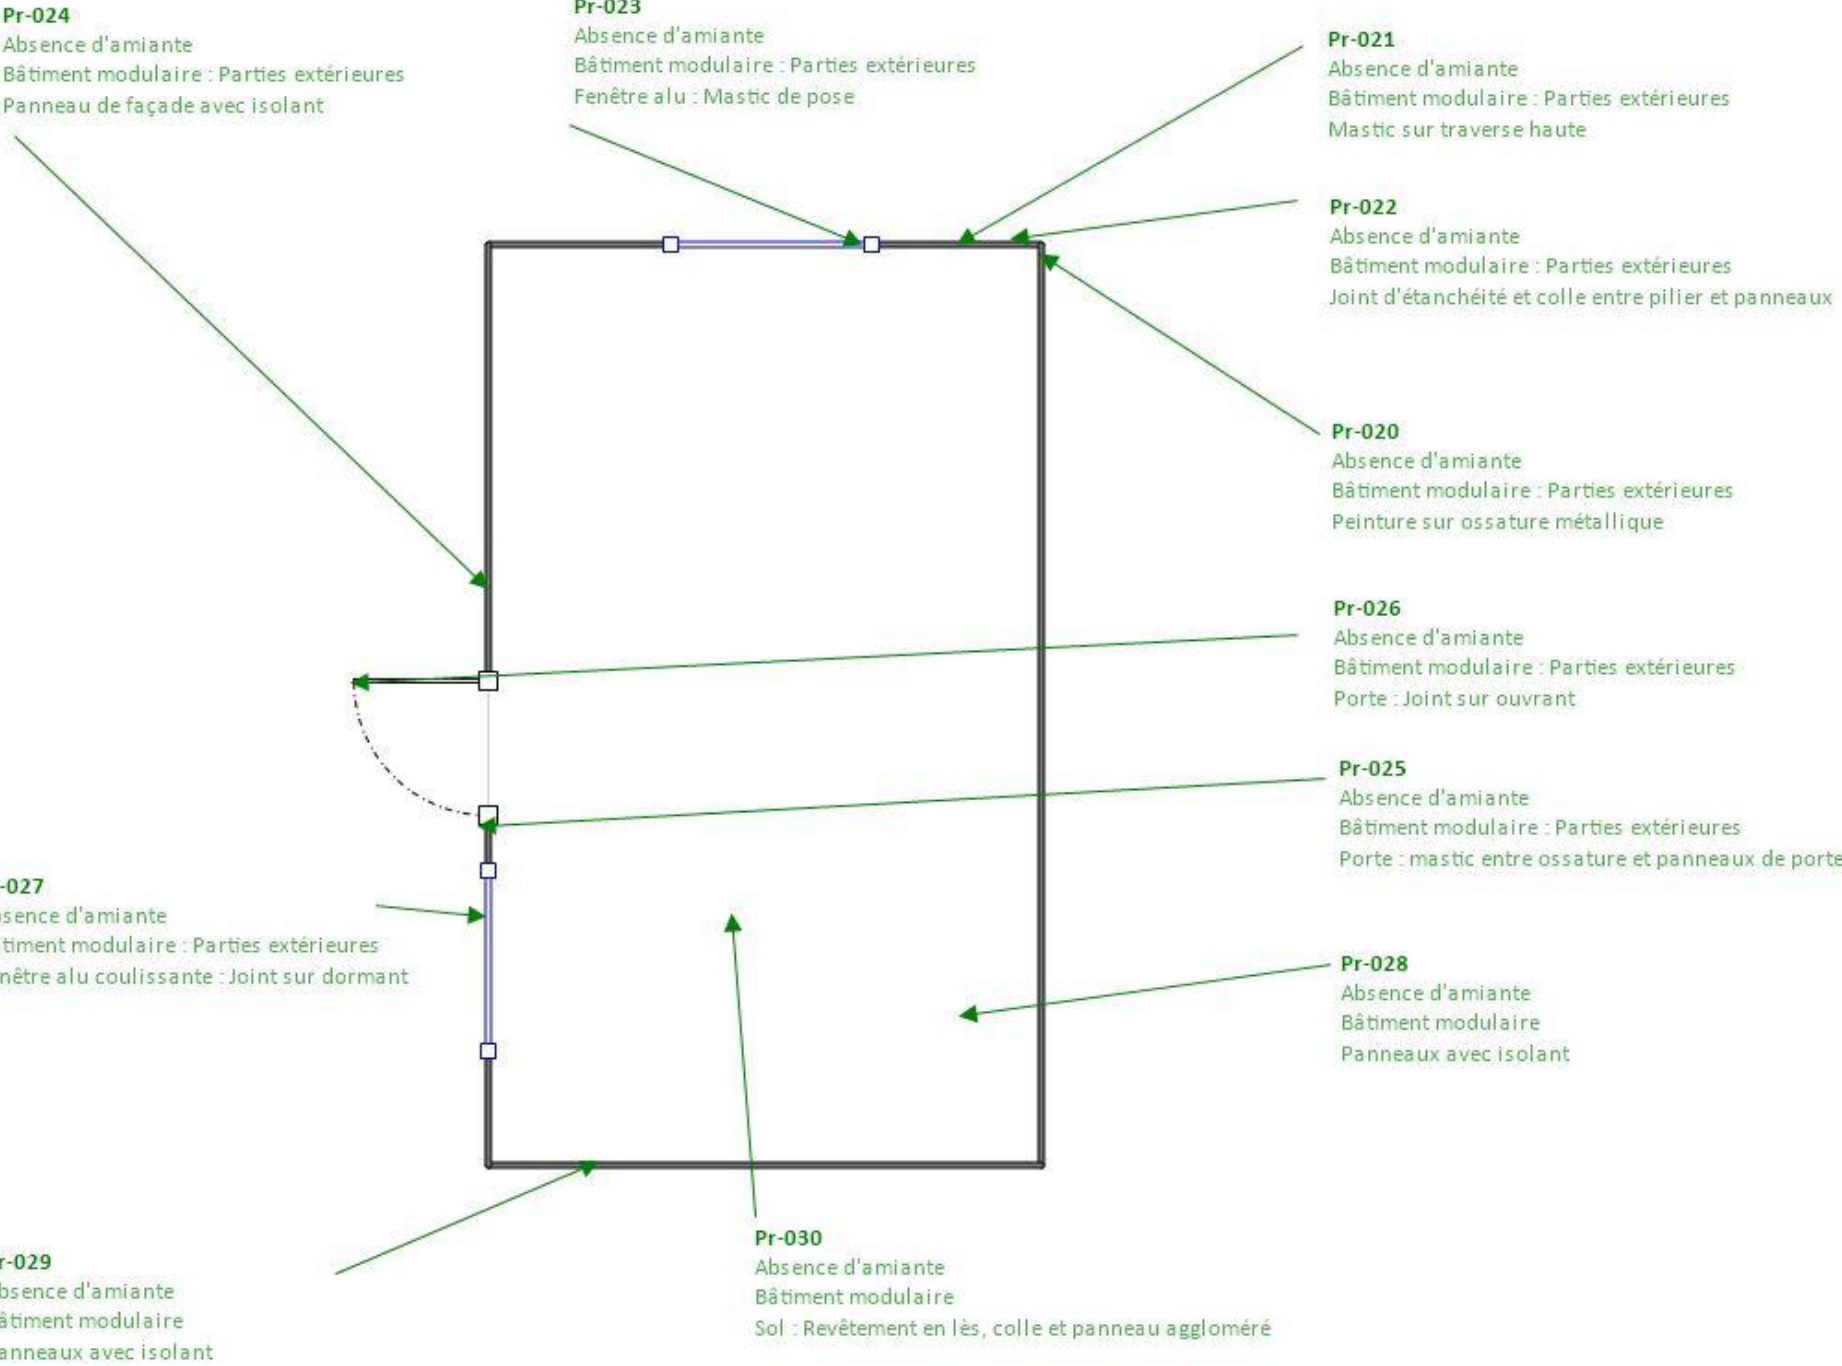 Pr-024
Absence d'amiante
Bâtiment modulaire : Parties extérieures
Panneau de façade avec isolant
Pr-023
Absence d'amiante
Bâtiment modulaire : Parties extérieures
Fenêtre alu : Mastic de pose
Pr-021
Absence d'amiante
Bâtiment modulaire : Parties extérieures
Mastic sur traverse haute
Pr-022
Absence d'amiante
Bâtiment modulaire : Parties extérieures
Joint d'étanchéité et colle entre pilier et panneaux
Pr-020
Absence d'amiante
Bâtiment modulaire : Parties extérieures
Peinture sur ossature métallique
Pr-026
Absence d'amiante
Bâtiment modulaire : Parties extérieures
Porte : Joint sur ouvrant
Pr-025
Absence d'amiante
Bâtiment modulaire : Parties extérieures
Porte : mastic entre ossature et panneaux de porte
-027
sence d'amiante
timent modulaire : Parties extérieures
nêtre alu coulissante : Joint sur dormant
Pr-028
Absence d'amiante
Bâtiment modulaire
Panneaux avec isolant
r-029
bsence d'amiante
âtiment modulaire
anneaux avec isolant
Pr-030
Absence d'amiante
Bâtiment modulaire
Sol : Revêtement en lès, colle et panneau aggloméré